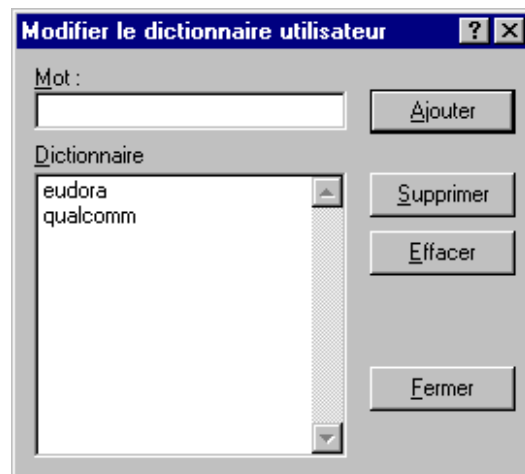 Modifier le dictionnaire utilisateur
Mot :
Ajouter
Dictionnaire
eudora
qualcomm
Supprimer
Effacer
Fermer